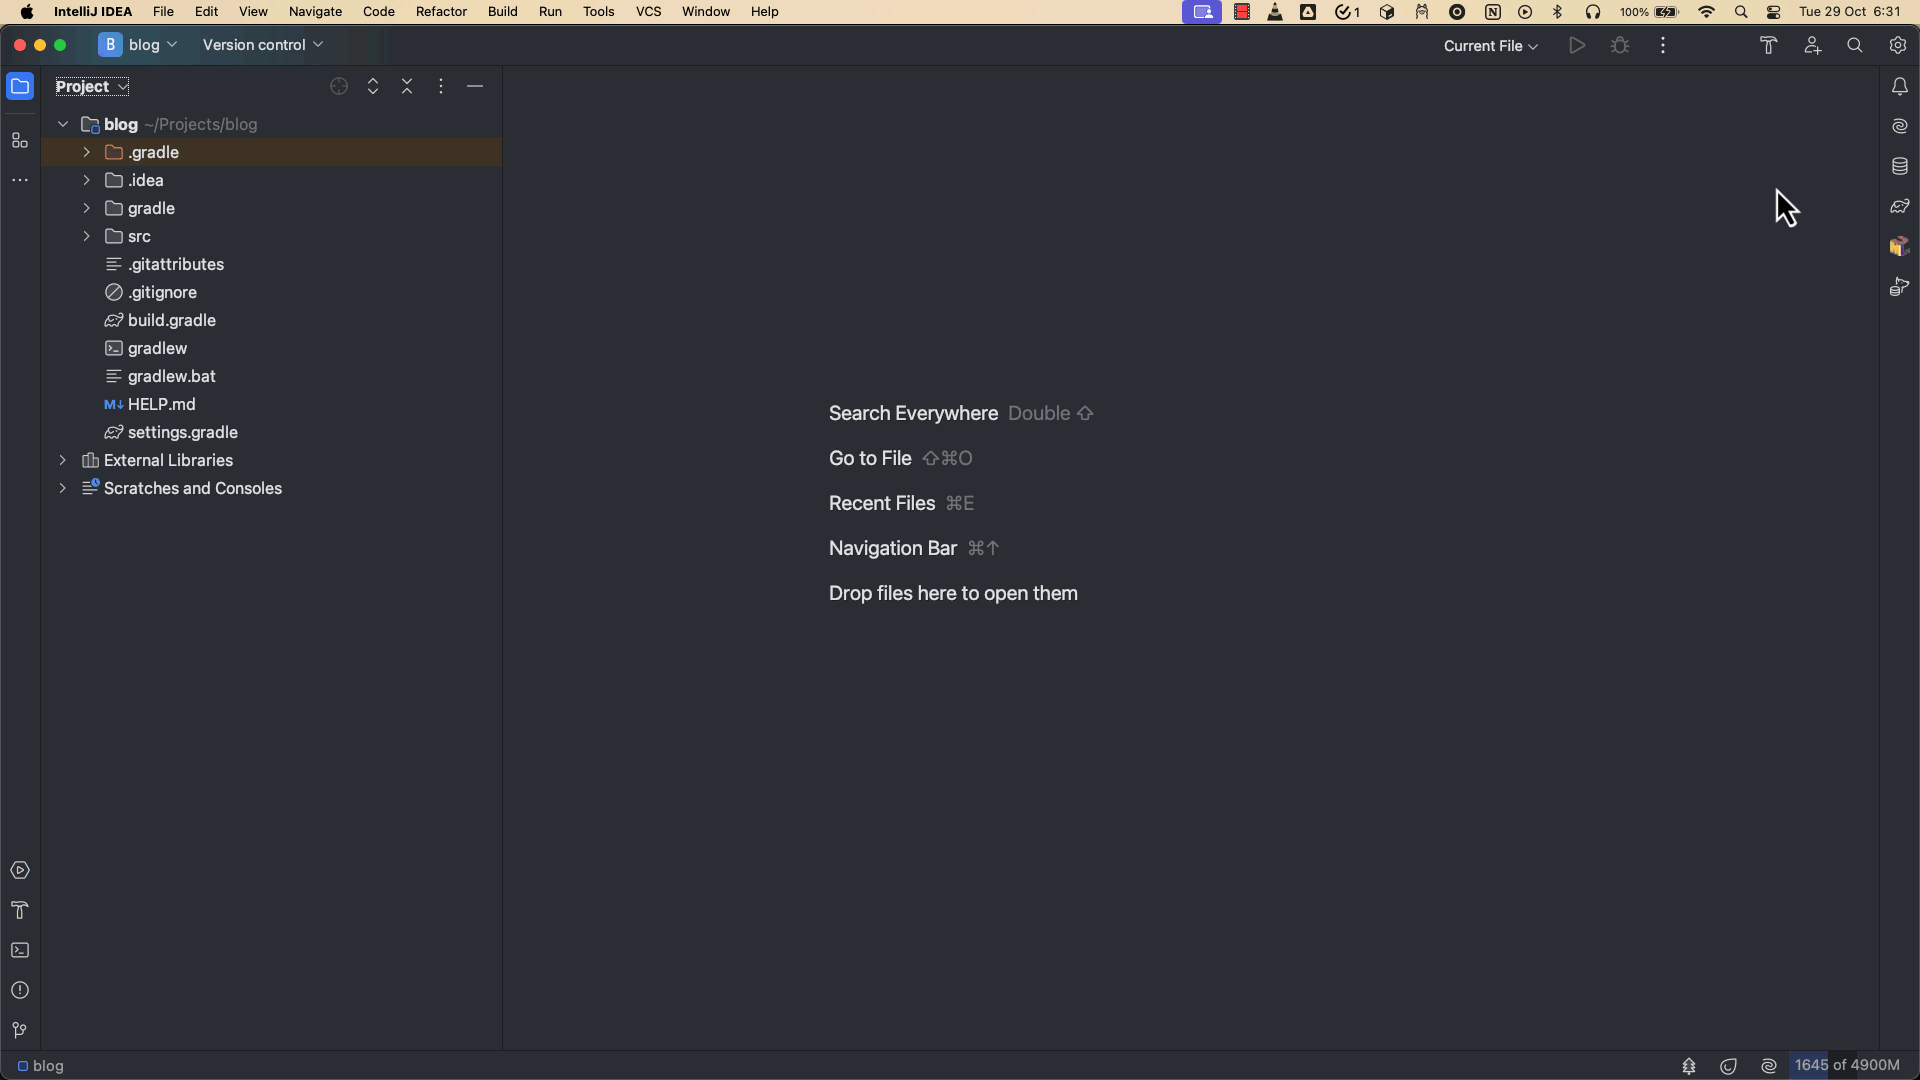 IntelliJ IDEA File Edit View Navigate Code Refactor Build Run Tools VCS Window Help 1 100% Tue 29 Oct 6:31
B blog Version control Current File
Project
blog ~/Projects/blog
.gradle
.idea
gradle
src
.gitattributes
.gitignore
build.gradle
gradlew
gradlew.bat
M↓ HELP.md
settings.gradle
External Libraries
Scratches and Consoles
Search Everywhere Double ⇧
Go to File ⇧⌘O
Recent Files ⌘E
Navigation Bar ⌘↑
Drop files here to open them
blog 1645 of 4900M